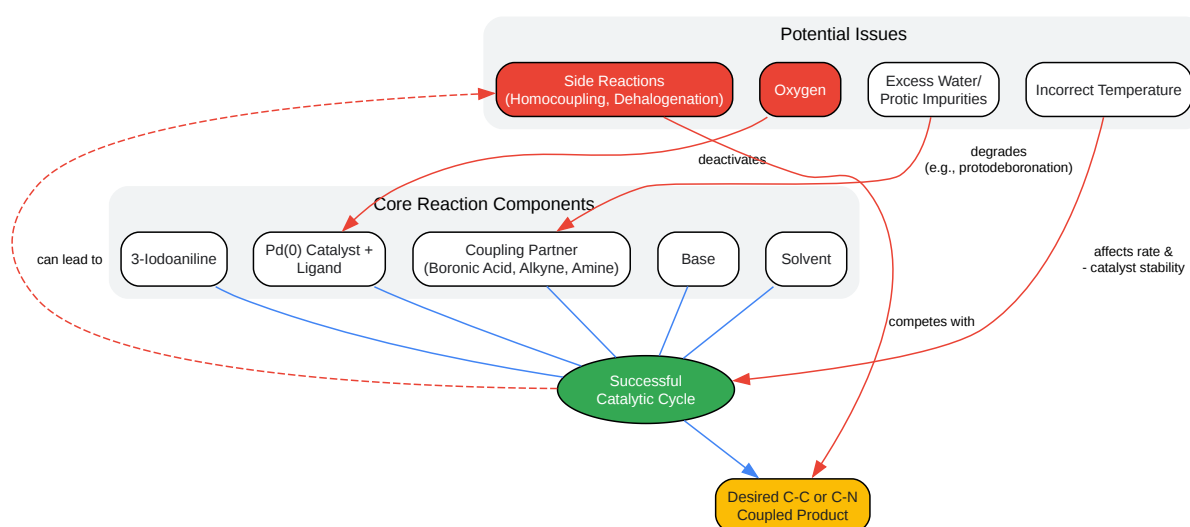 Potential Issues
Side Reactions
(Homocoupling, Dehalogenation)
Oxygen
Excess Water/
Protic Impurities
Incorrect Temperature
deactivates
degrades
(e.g., protodeboronation)
Core Reaction Components
can lead to
3-Iodoaniline
Pd(0) Catalyst +
Ligand
Coupling Partner
(Boronic Acid, Alkyne, Amine)
Base
Solvent
affects rate &
- catalyst stability
competes with
Successful
Catalytic Cycle
Desired C-C or C-N
Coupled Product